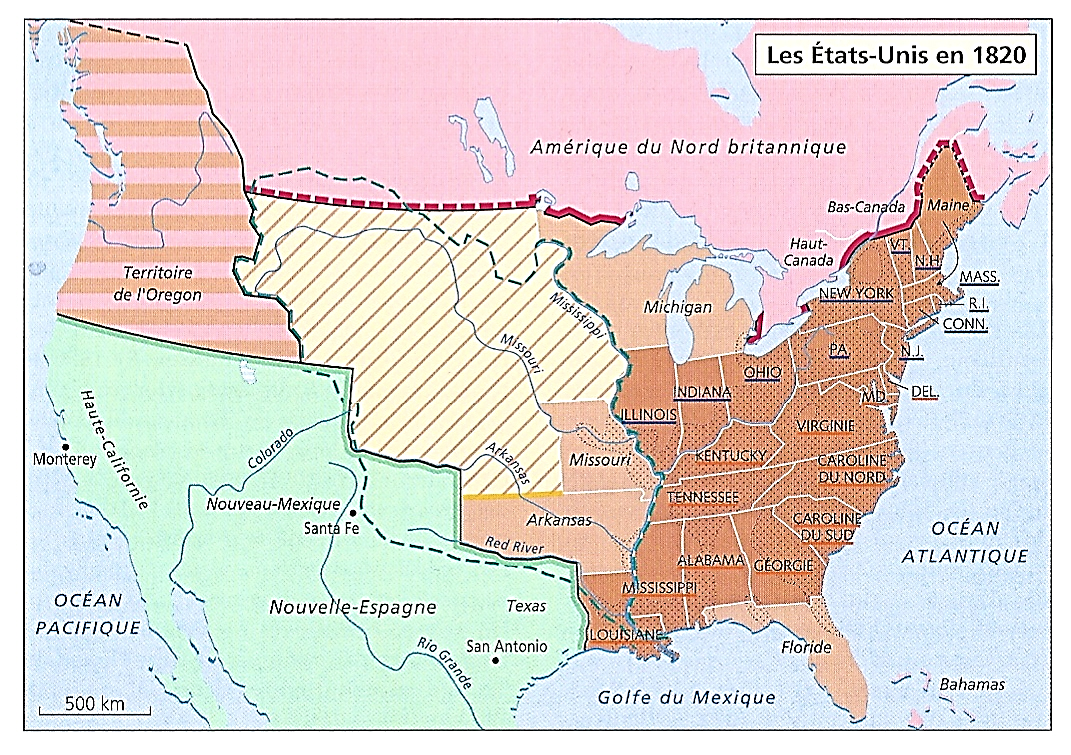 Les États-Unis en 1820
Amérique du Nord britannique
Bas-Canada
Maine
Haut-
Canada
VT.
N.H.
MASS.
NEW YORK
R.I.
CONN.
Territoire
de l'Oregon
Michigan
Mississippi
Missouri
PA.
N.J.
OHIO
INDIANA
ILLINOIS
MD.
DEL.
VIRGINIE
Haute-Californie
Monterey
Colorado
Arkansas
Missouri
KENTUCKY
CAROLINE
DU NORD
TENNESSEE
Nouveau-Mexique
Santa Fe
Arkansas
CAROLINE
DU SUD
OCÉAN
ATLANTIQUE
Red River
ALABAMA
GÉORGIE
MISSISSIPPI
OCÉAN
PACIFIQUE
Nouvelle-Espagne
Texas
San Antonio
Rio Grande
LOUISIANE
Floride
Golfe du Mexique
Bahamas
500 km